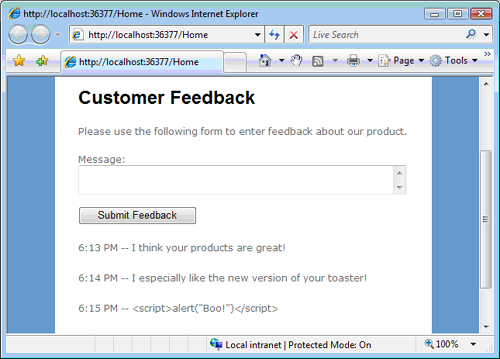 http://localhost:36377/Home - Windows Internet Explorer
http://localhost:36377/Home
Live Search
http://localhost:36377/Home
Page
Tools
Customer Feedback
Please use the following form to enter feedback about our product.
Message:
Submit Feedback
6:13 PM -- I think your products are great!
6:14 PM -- I especially like the new version of your toaster!
6:15 PM -- <script>alert("Boo!")</script>
Local intranet | Protected Mode: On
100%